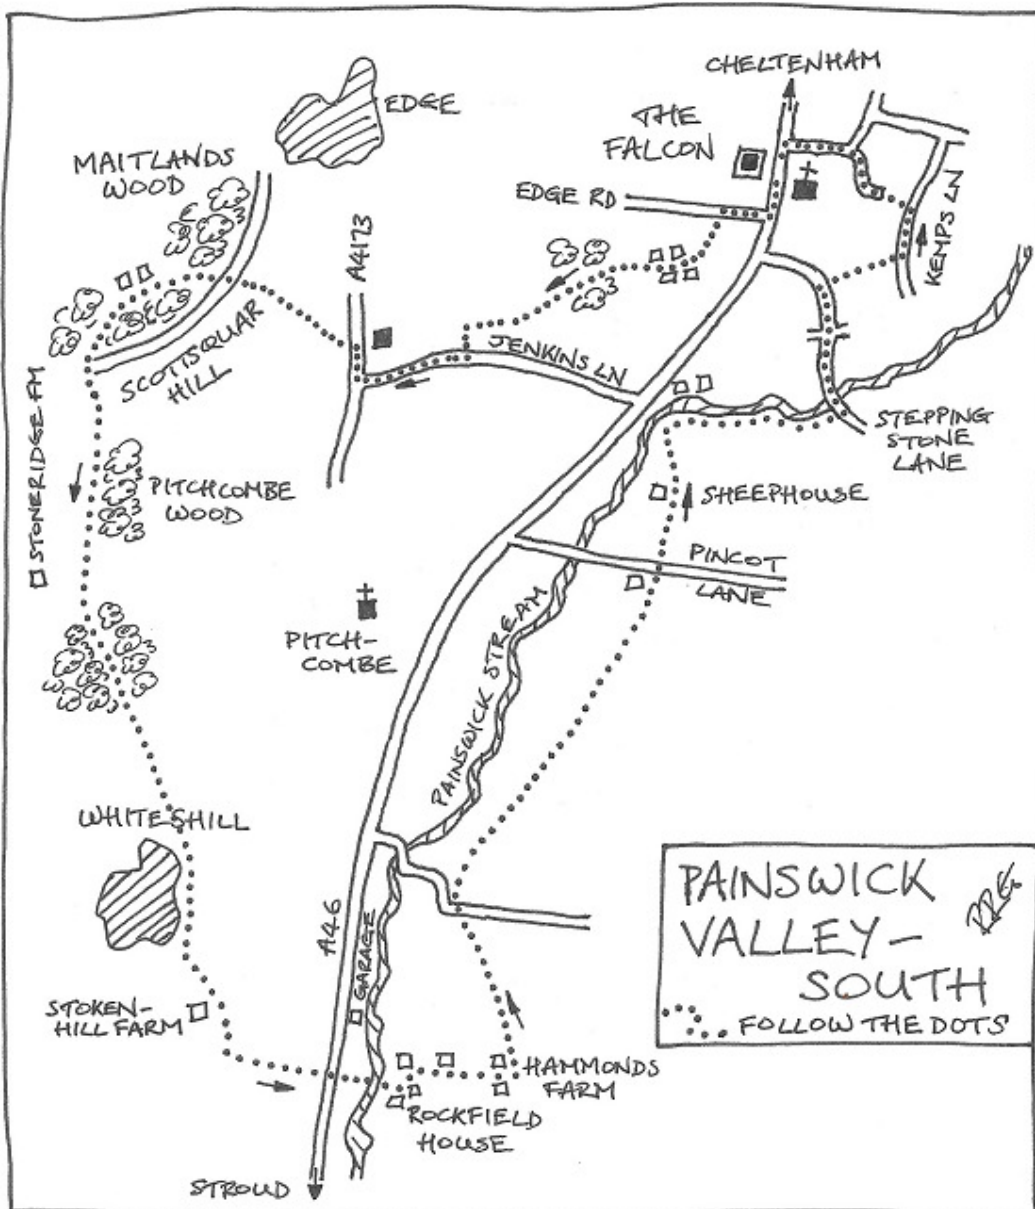 CHELTENHAM
EDGE
THE
FALCON
MAITLANDS
WOOD
EDGE RD
KEMPS LN
A4173
SCOTTSQUAR
HILL
JENKINS LN
STEPPING
STONE
LANE
STONERIDGE FM
PITCHCOMBE
WOOD
SHEEPHOUSE
PINCOT
LANE
PITCH-
COMBE
PAINSWICK STREAM
WHITESHILL
A46
GARAGE
STOKEN-
HILL FARM
HAMMONDS
FARM
ROCKFIELD
HOUSE
STROUD
PAINSWICK
VALLEY-
SOUTH
FOLLOW THE DOTS